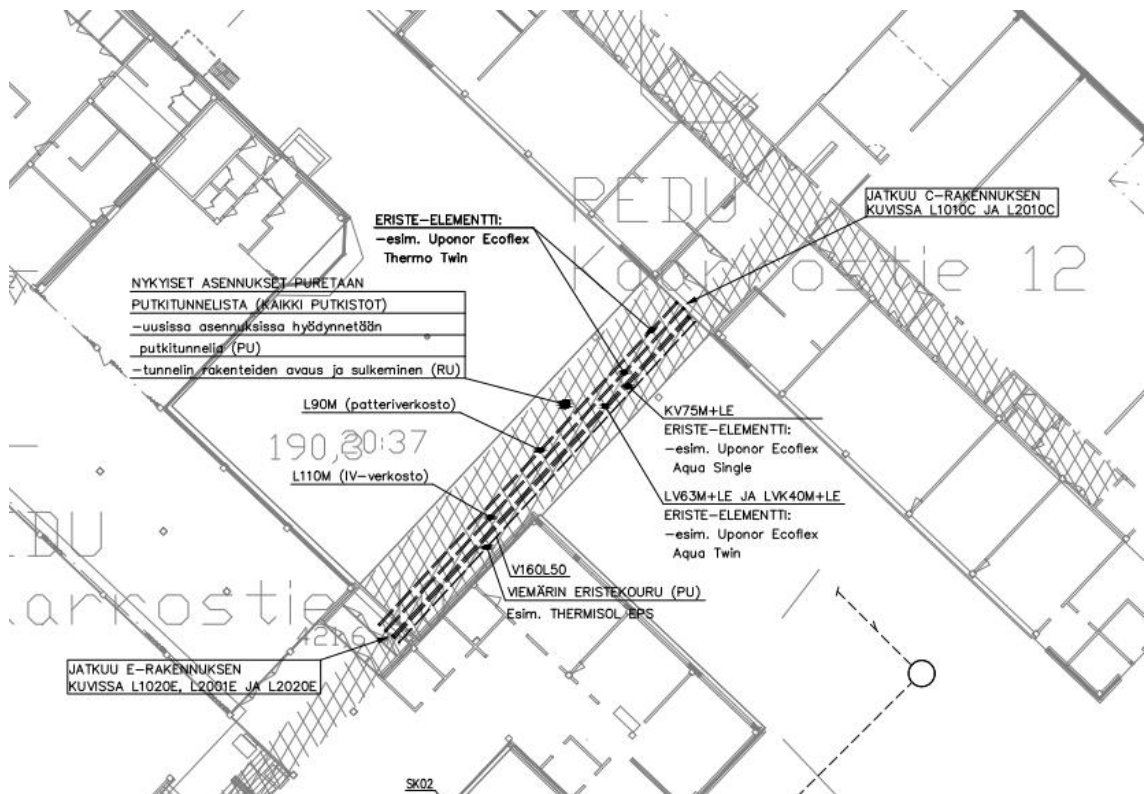 REDU
JATKUU C-RAKENNUKSEN
KUVISSA L1010C JA L2010C
ERISTE-ELEMENTTI:
-esim. Uponor Ecoflex
Thermo Twin
12
NYKYISET ASENNUKSET PURETAAN
PUTKITUNNELISTA (KAIKKI PUTKISTOT)
-uusissa asennuksissa hyödynnetään
putkitunnelia (PU)
-tunnelin rakenteiden avaus ja sulkeminen (RU)
L90M (patteriverkosto)
KV75M+LE
ERISTE-ELEMENTTI:
-esim. Uponor Ecoflex
Aqua Single
20:37
L110M (IV-verkosto)
LV63M+LE JA LVK40M+LE
ERISTE-ELEMENTTI:
-esim. Uponor Ecoflex
Aqua Twin
DU
V160L50
VIEMÄRIN ERISTEKOURU (PU)
Esim. THERMISOL EPS
arrostie
JATKUU E-RAKENNUKSEN
KUVISSA L1020E, L2001E JA L2020E
SK02